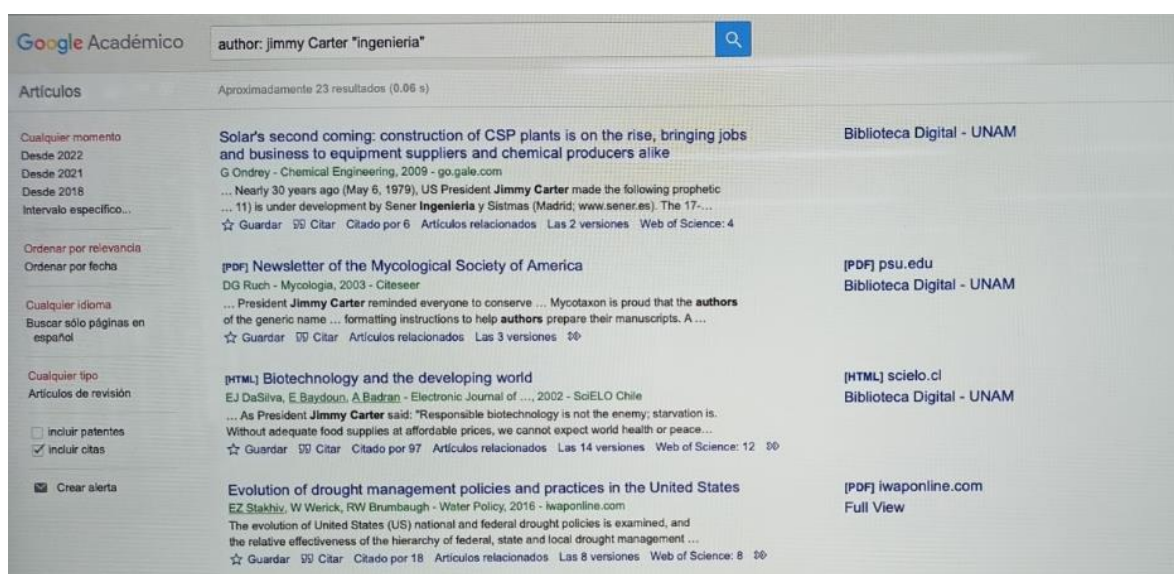 Google Académico
author: jimmy Carter "ingenieria"
Artículos
Aproximadamente 23 resultados (0.06 s)
Cualquier momento
Desde 2022
Desde 2021
Desde 2018
Intervalo específico...
Ordenar por relevancia
Ordenar por fecha
Cualquier idioma
Buscar sólo páginas en
español
Cualquier tipo
Artículos de revisión
incluir patentes
incluir citas
Crear alerta
Solar's second coming: construction of CSP plants is on the rise, bringing jobs
and business to equipment suppliers and chemical producers alike
G Ondrey - Chemical Engineering, 2009 - go.gale.com
... Nearly 30 years ago (May 6, 1979), US President Jimmy Carter made the following prophetic
... 11) is under development by Sener Ingenieria y Sistmas (Madrid; www.sener.es). The 17-...
Guardar Citar Citado por 6 Artículos relacionados Las 2 versiones Web of Science: 4
Biblioteca Digital - UNAM
[PDF] Newsletter of the Mycological Society of America
DG Ruch - Mycologia, 2003 - Citeseer
... President Jimmy Carter reminded everyone to conserve ... Mycotaxon is proud that the authors
of the generic name ... formatting instructions to help authors prepare their manuscripts. A ...
Guardar Citar Artículos relacionados Las 3 versiones
[PDF] psu.edu
Biblioteca Digital - UNAM
[HTML] Biotechnology and the developing world
EJ DaSilva, E Baydoun, A Badran - Electronic Journal of ..., 2002 - SciELO Chile
... As President Jimmy Carter said: "Responsible biotechnology is not the enemy; starvation is.
Without adequate food supplies at affordable prices, we cannot expect world health or peace...
Guardar Citar Citado por 97 Artículos relacionados Las 14 versiones Web of Science: 12
[HTML] scielo.cl
Biblioteca Digital - UNAM
Evolution of drought management policies and practices in the United States
EZ Stakhiv, W Werick, RW Brumbaugh - Water Policy, 2016 - iwaponline.com
The evolution of United States (US) national and federal drought policies is examined, and
the relative effectiveness of the hierarchy of federal, state and local drought management ...
Guardar Citar Citado por 18 Artículos relacionados Las 8 versiones Web of Science: 8
[PDF] iwaponline.com
Full View